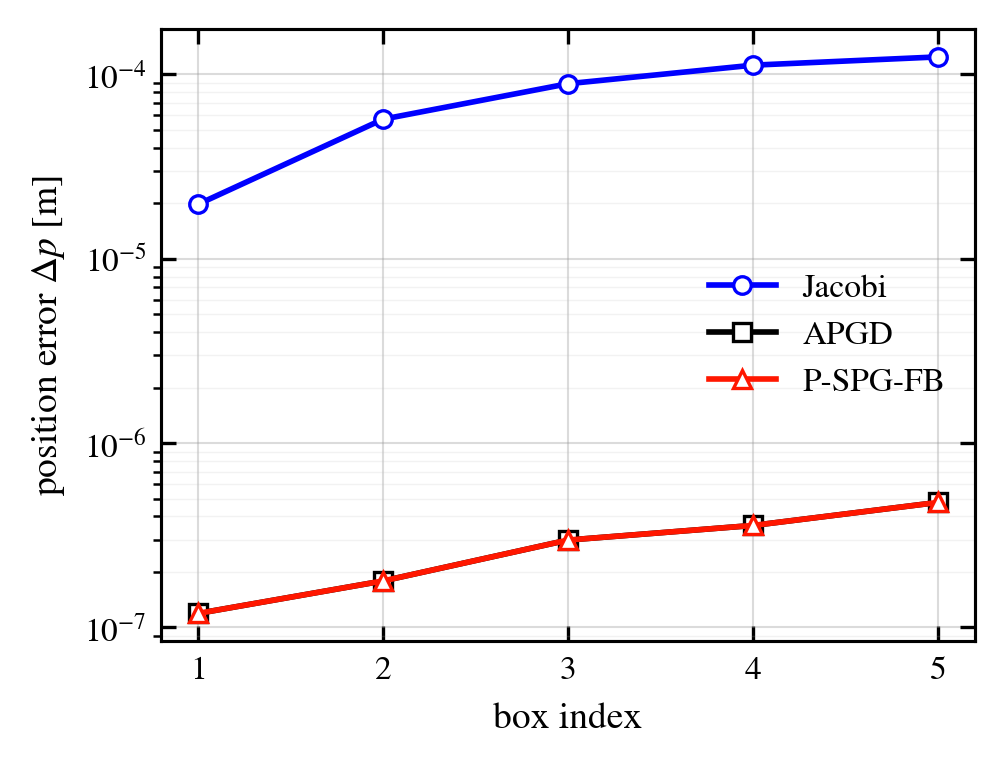 position error Δp [m]
10⁻⁴
10⁻⁵
10⁻⁶
10⁻⁷
Jacobi
APGD
P-SPG-FB
1 2 3 4 5
box index